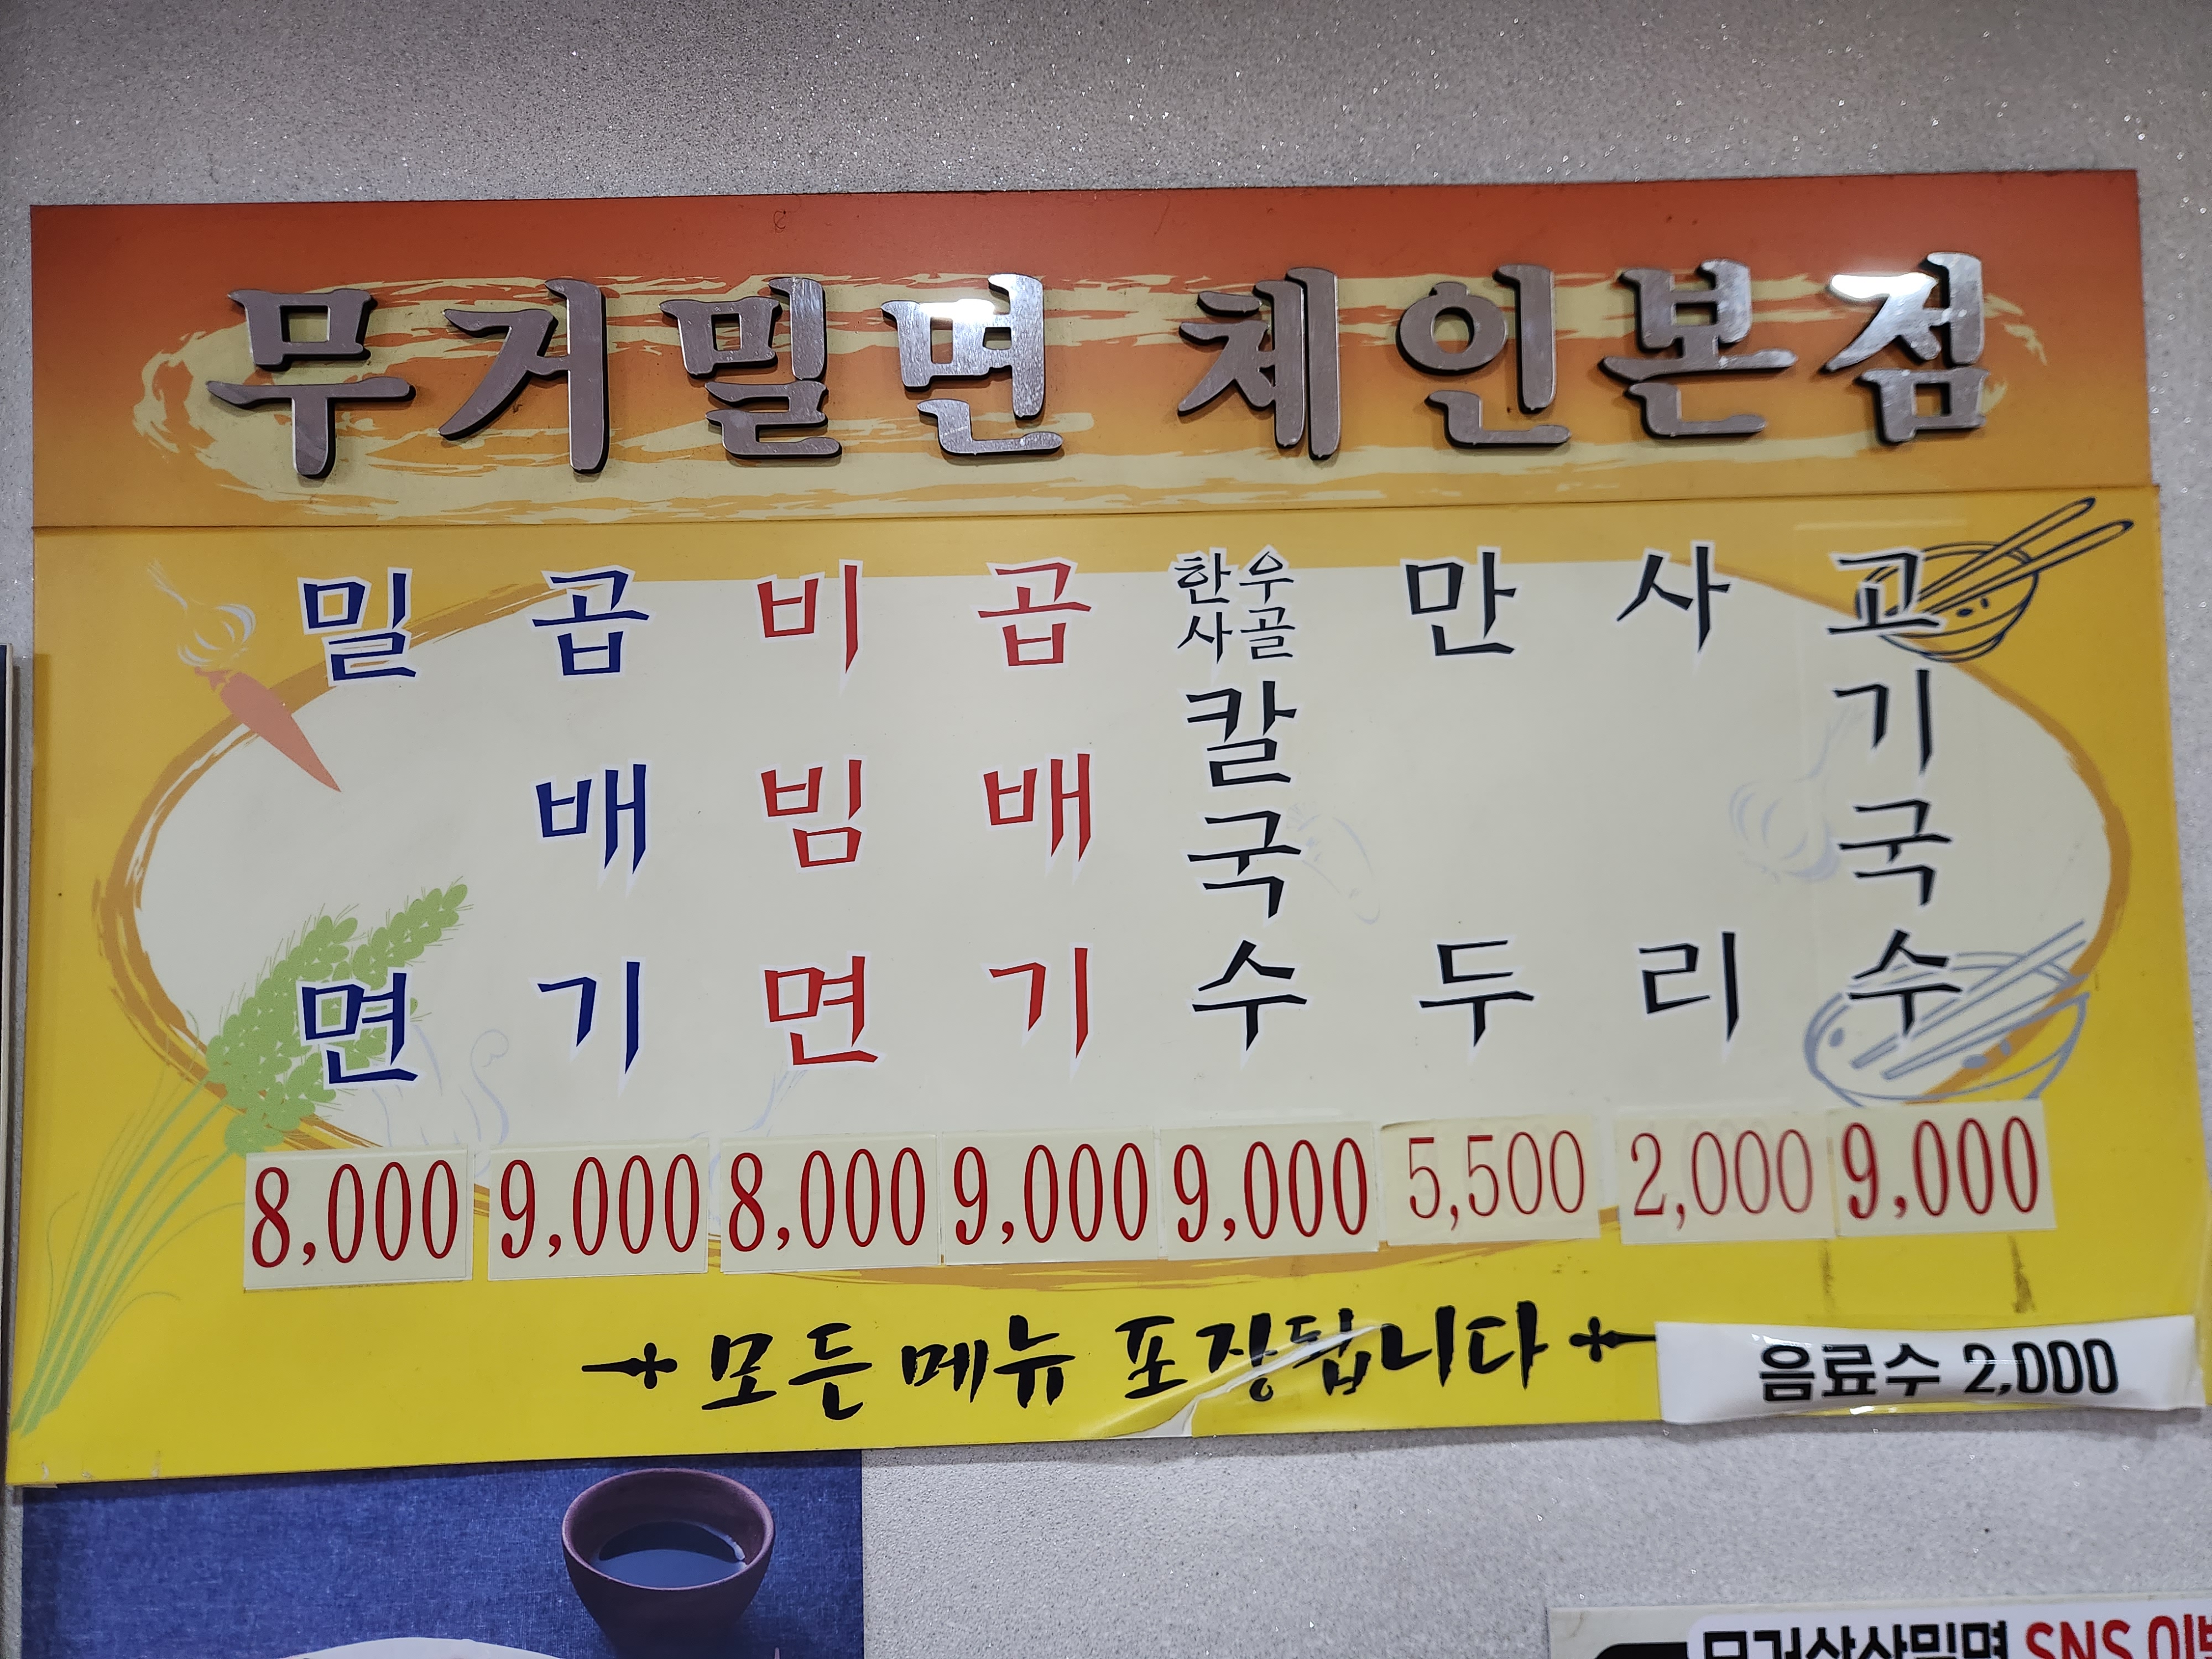 무거밀면 체인본점
밀면 8,000
곱배기 9,000
비빔면 8,000
곱배기 9,000
한우사골칼국수 9,000
만두 5,500
사리 2,000
고기국수 9,000
모든 메뉴 포장됩니다
음료수 2,000
SNS